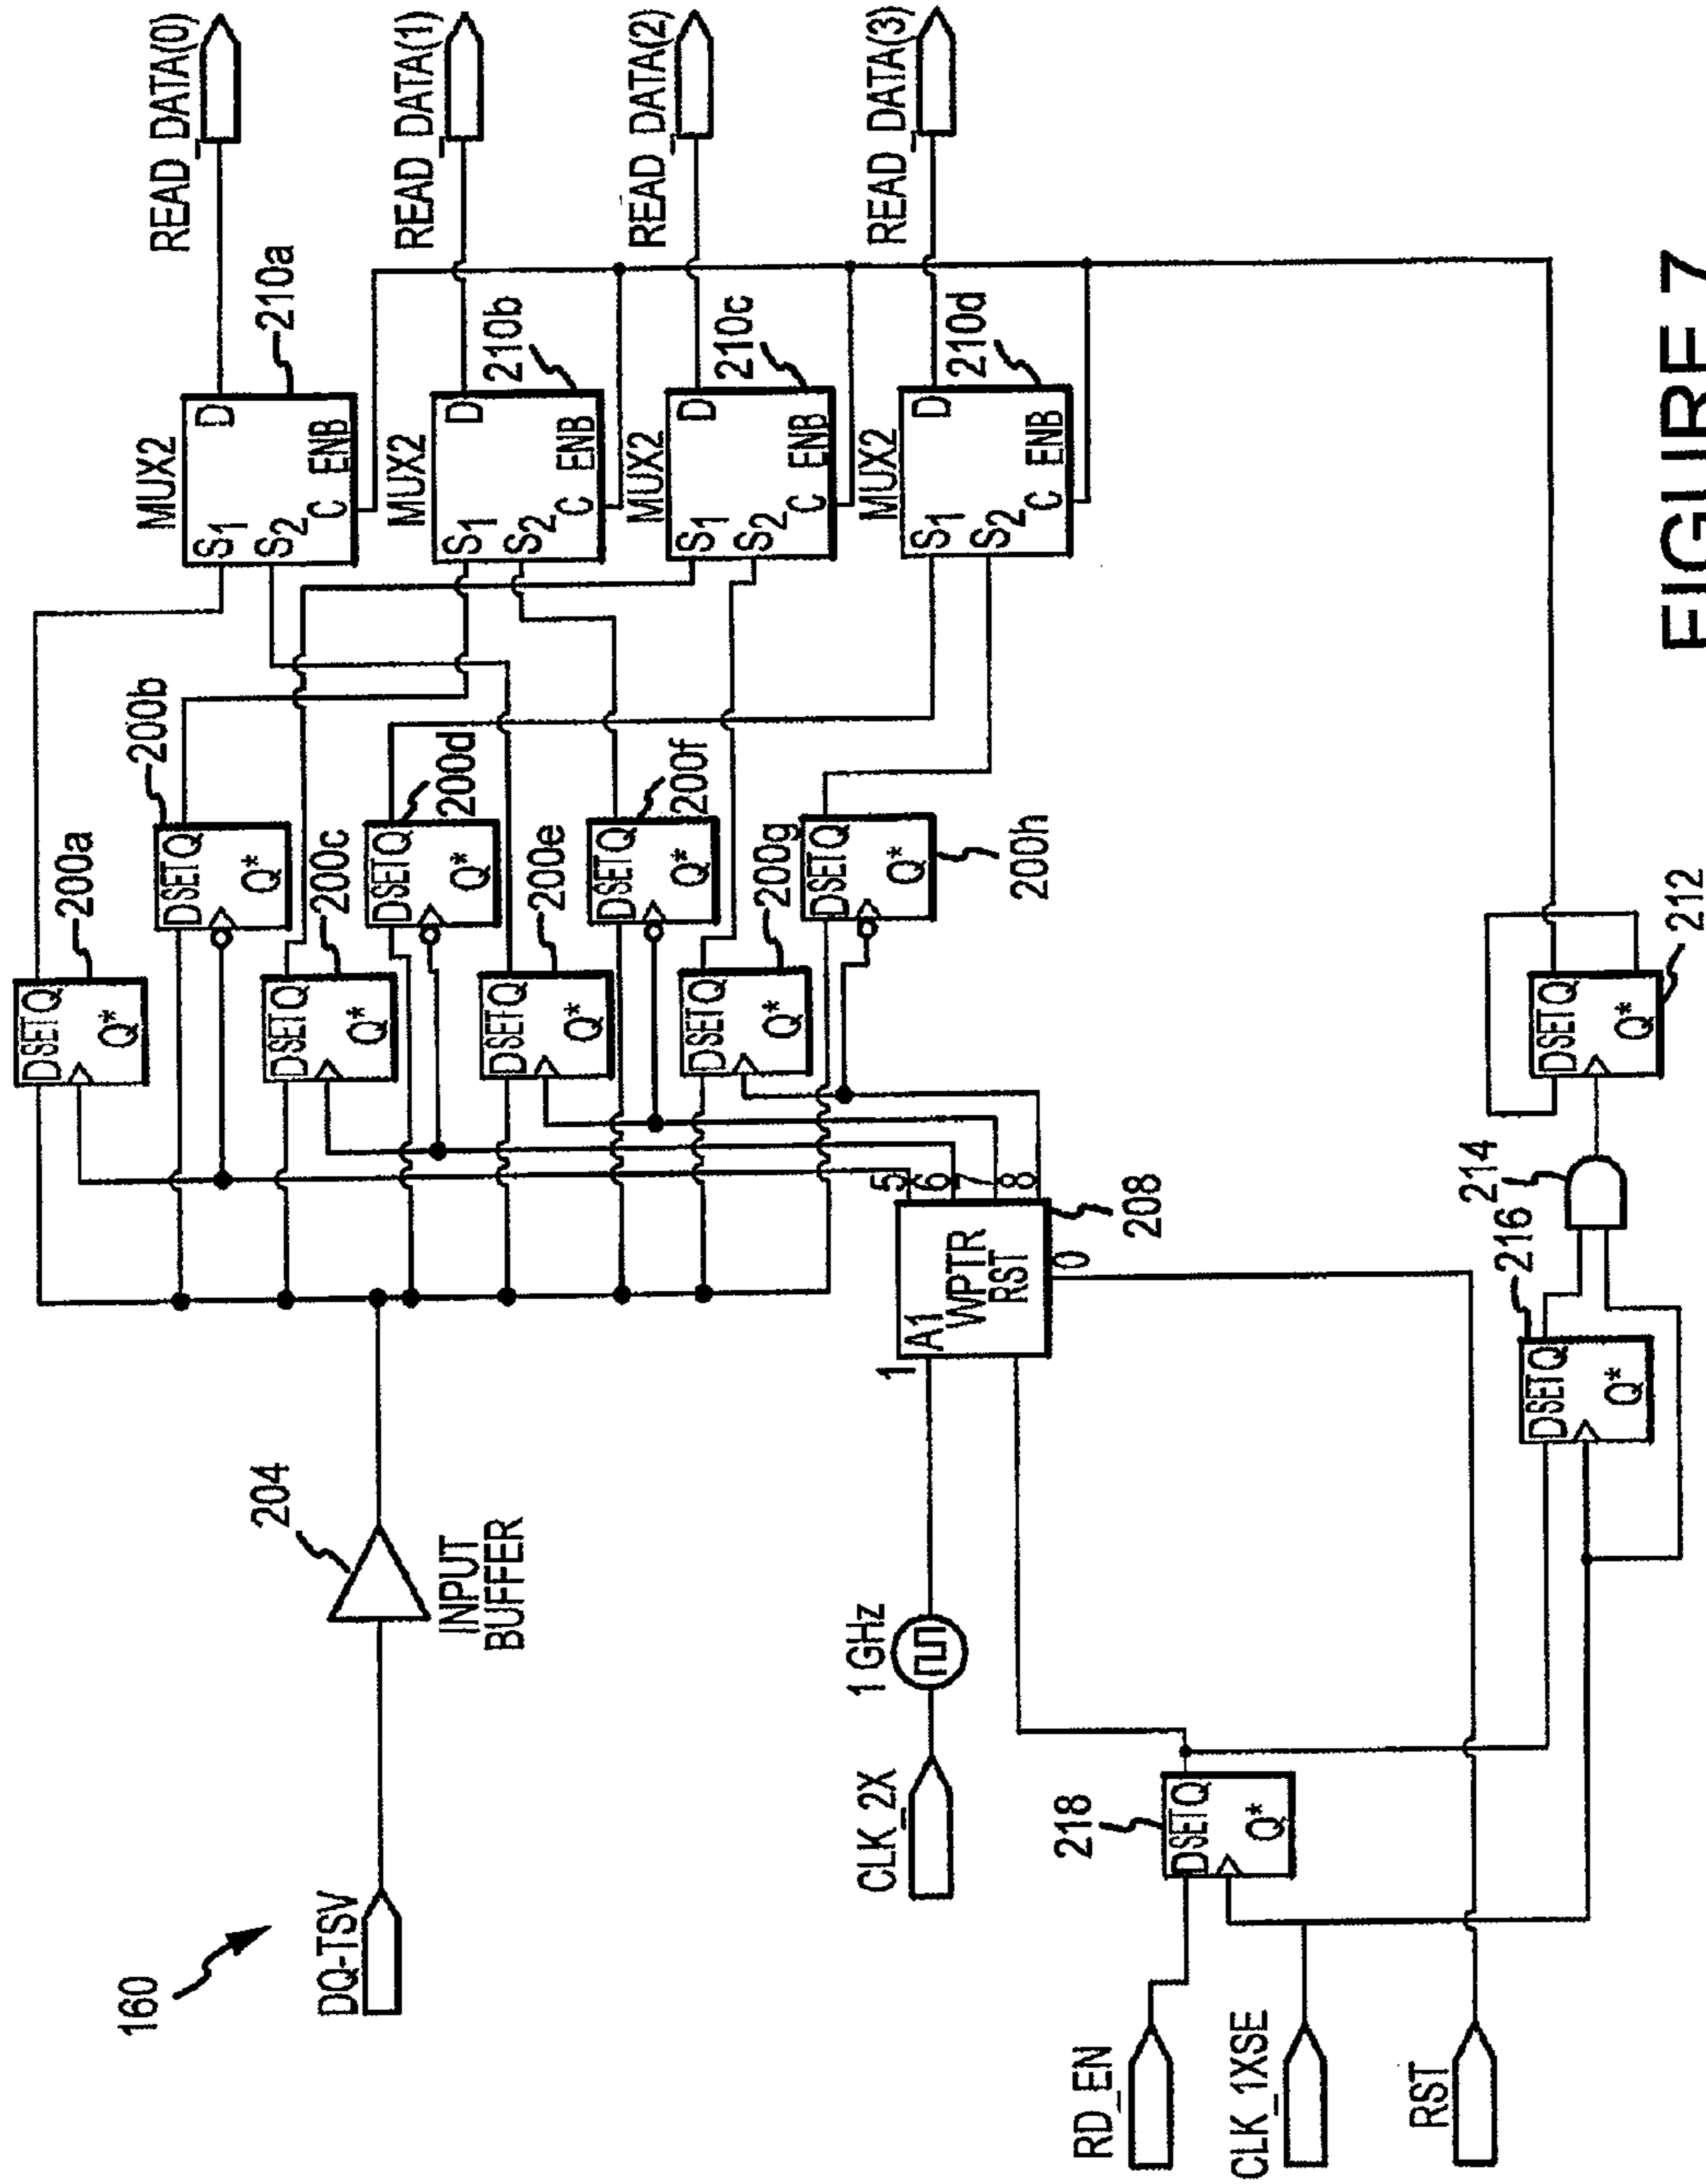 160
DQ-TSV
204
INPUT
BUFFER
DSETQ
Q*
200a
DSETQ
Q*
200b
DSETQ
Q*
200c
DSETQ
Q*
200d
DSETQ
Q*
200e
DSETQ
Q*
200f
DSETQ
Q*
200g
DSETQ
Q*
200h
MUX2
S1
D
S2
C ENB
210a
READ_DATA(0)
MUX2
S1
D
S2
C ENB
210b
READ_DATA(1)
MUX2
S1
D
S2
C ENB
210c
READ_DATA(2)
MUX2
S1
D
S2
C ENB
210d
READ_DATA(3)
CLK_2X
1 GHz
1
A1
WPTR
RST
5
6
7
8
0
208
RD_EN
CLK_1XSE
RST
218
DSETQ
Q*
216
DSETQ
Q*
214
DSETQ
Q*
212
FIGURE 7